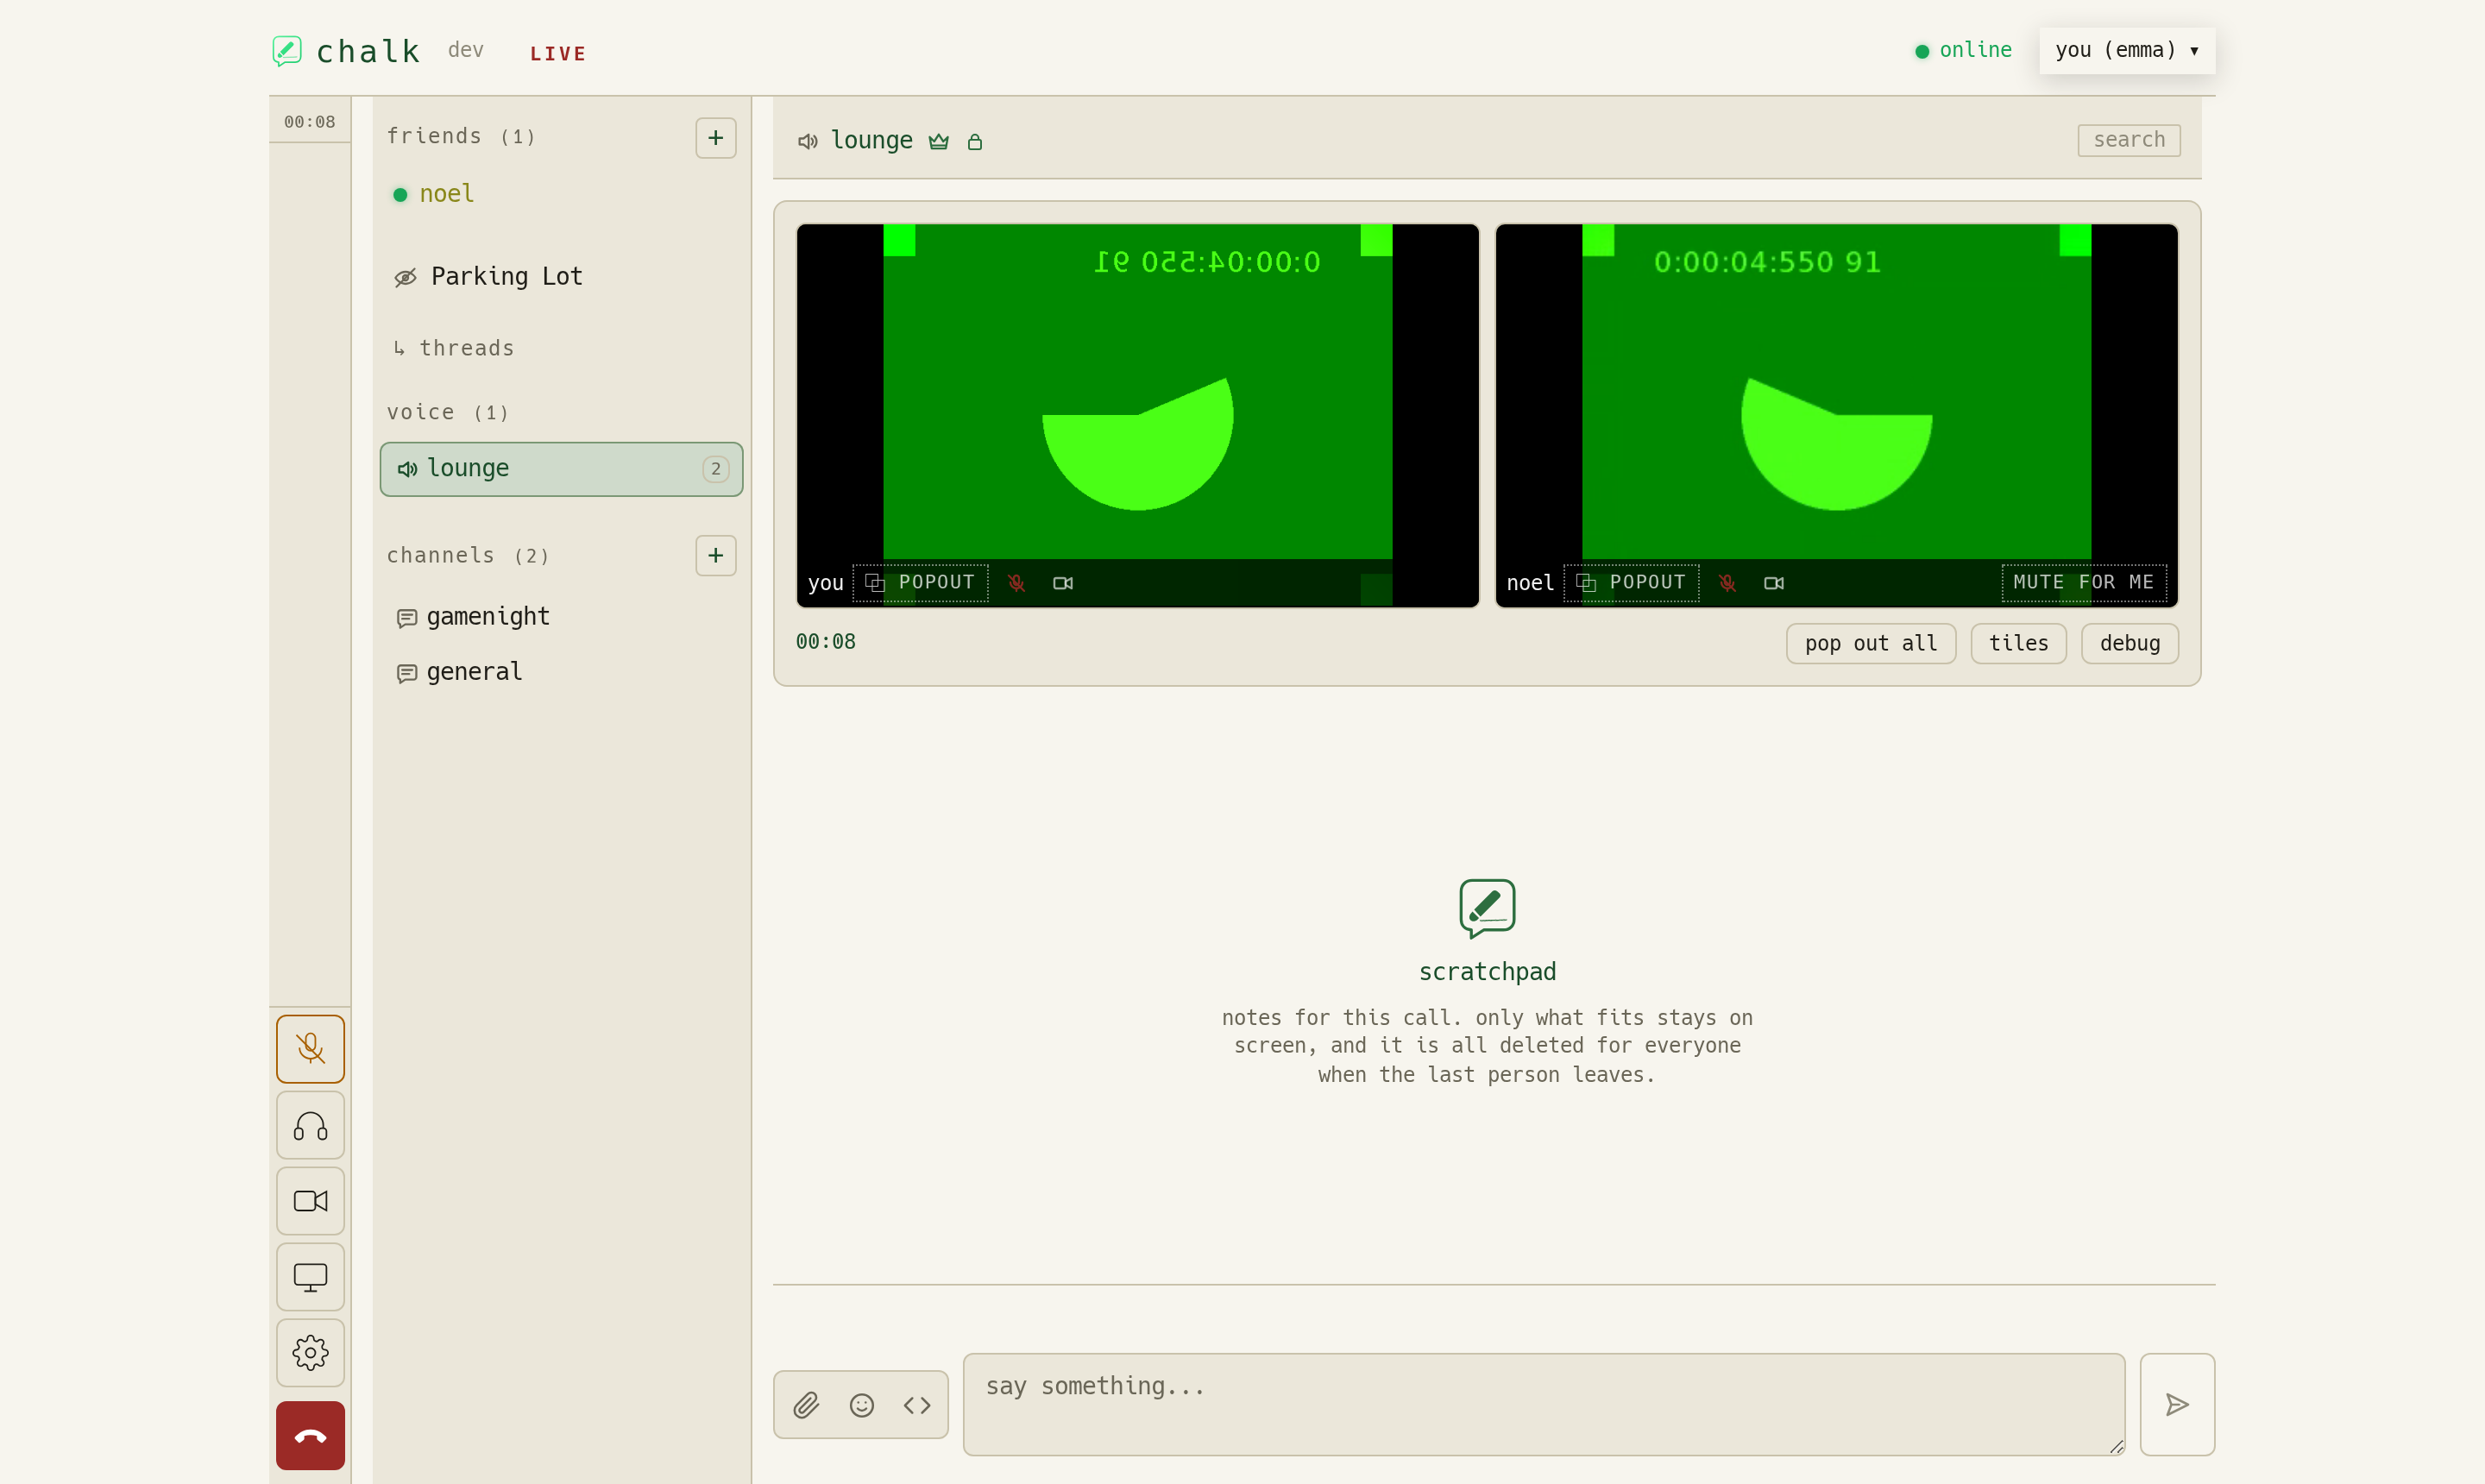 chalk dev LIVE
online
you (emma) ▾
00:08
friends (1)
+
noel
Parking Lot
↳ threads
voice (1)
lounge
2
channels (2)
+
gamenight
general
lounge
search
0:00:04:550 91
you
POPOUT
0:00:04:550 91
noel
POPOUT
MUTE FOR ME
00:08
pop out all
tiles
debug
scratchpad
notes for this call. only what fits stays on
screen, and it is all deleted for everyone
when the last person leaves.
say something...